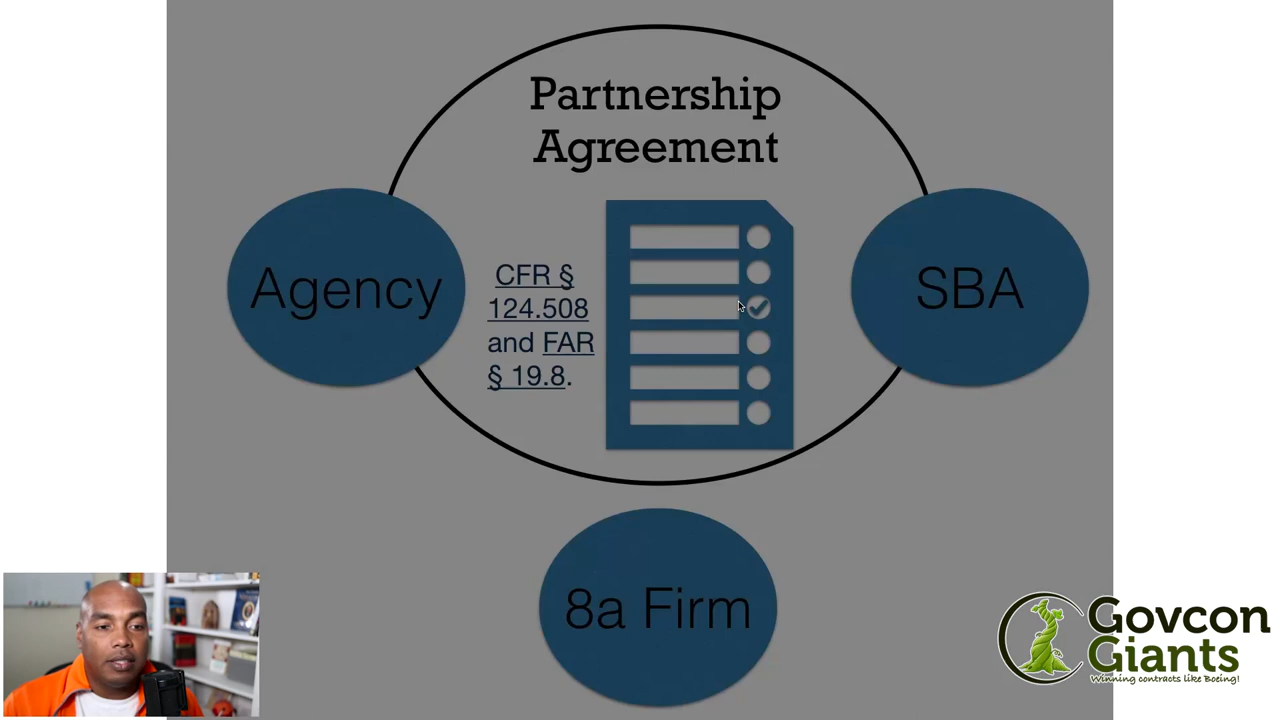 Partnership
Agreement
Agency
CFR §
124.508
and FAR
§ 19.8.
SBA
8a Firm
Govcon
Giants
Winning contracts like Boeing!